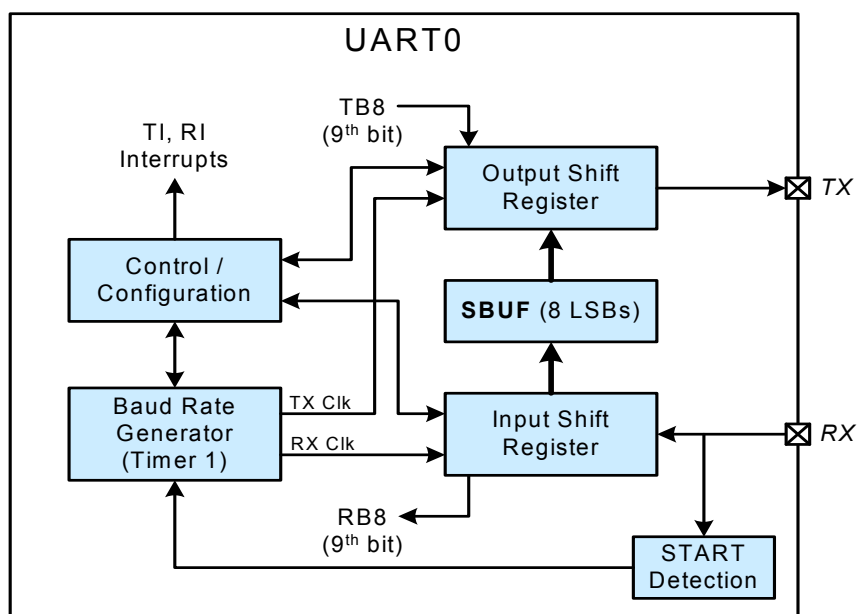 UART0
TB8
(9th bit)
TI, RI
Interrupts
Output Shift
Register
TX
Control /
Configuration
SBUF (8 LSBs)
Baud Rate
Generator
(Timer 1)
TX Clk
RX Clk
Input Shift
Register
RX
RB8
(9th bit)
START
Detection